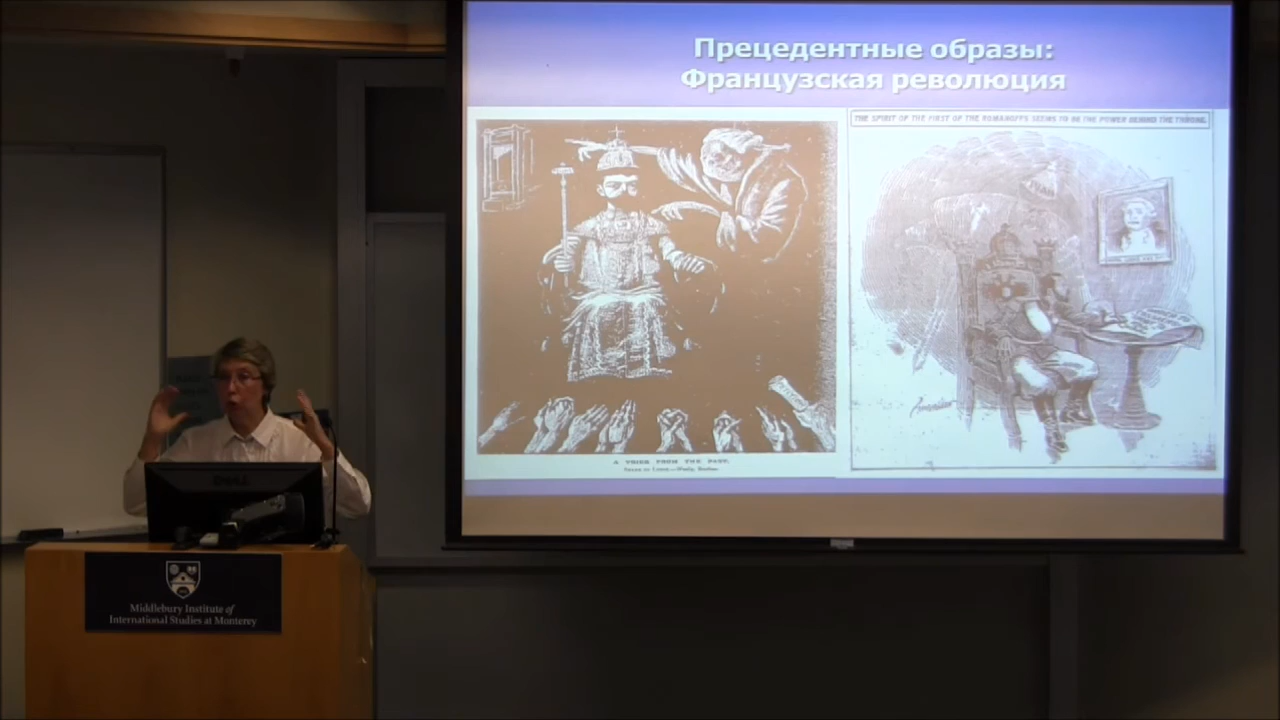 Прецедентные образы:
Французская революция
THE SPIRIT OF THE FIRST OF THE ROMANOFFS SEEMS TO BE THE POWER BEHIND THE THRONE.
A VOICE FROM THE PAST.
DELL
Middlebury Institute of
International Studies at Monterey